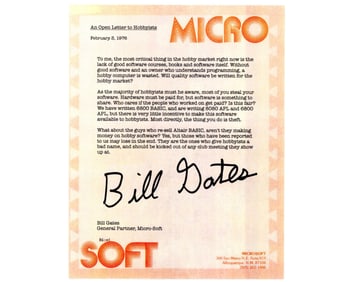 An Open Letter to Hobbyists
MICRO
February 3, 1976
To me, the most critical thing in the hobby market right now is the
lack of good software courses, books and software itself. Without
good software and an owner who understands programming, a
hobby computer is wasted. Will quality software be written for the
hobby market?
As the majority of hobbyists must be aware, most of you steal your
software. Hardware must be paid for, but software is something to
share. Who cares if the people who worked on get paid? Is this fair?
We have written 6800 BASIC, and are writing 8080 APL and 6800
APL, but there is very little incentive to make this software
available to hobbyists. Most directly, the thing you do is theft.
What about the guys who re-sell Altair BASIC, aren't they making
money on hobby software? Yes, but those who have been reported
to us may lose in the end. They are the ones who give hobbyists a
bad name, and should be kicked out of any club meeting they show
up at.
Bill Gates
Bill Gates
General Partner, Micro-Soft
SOFT
MICROSOFT